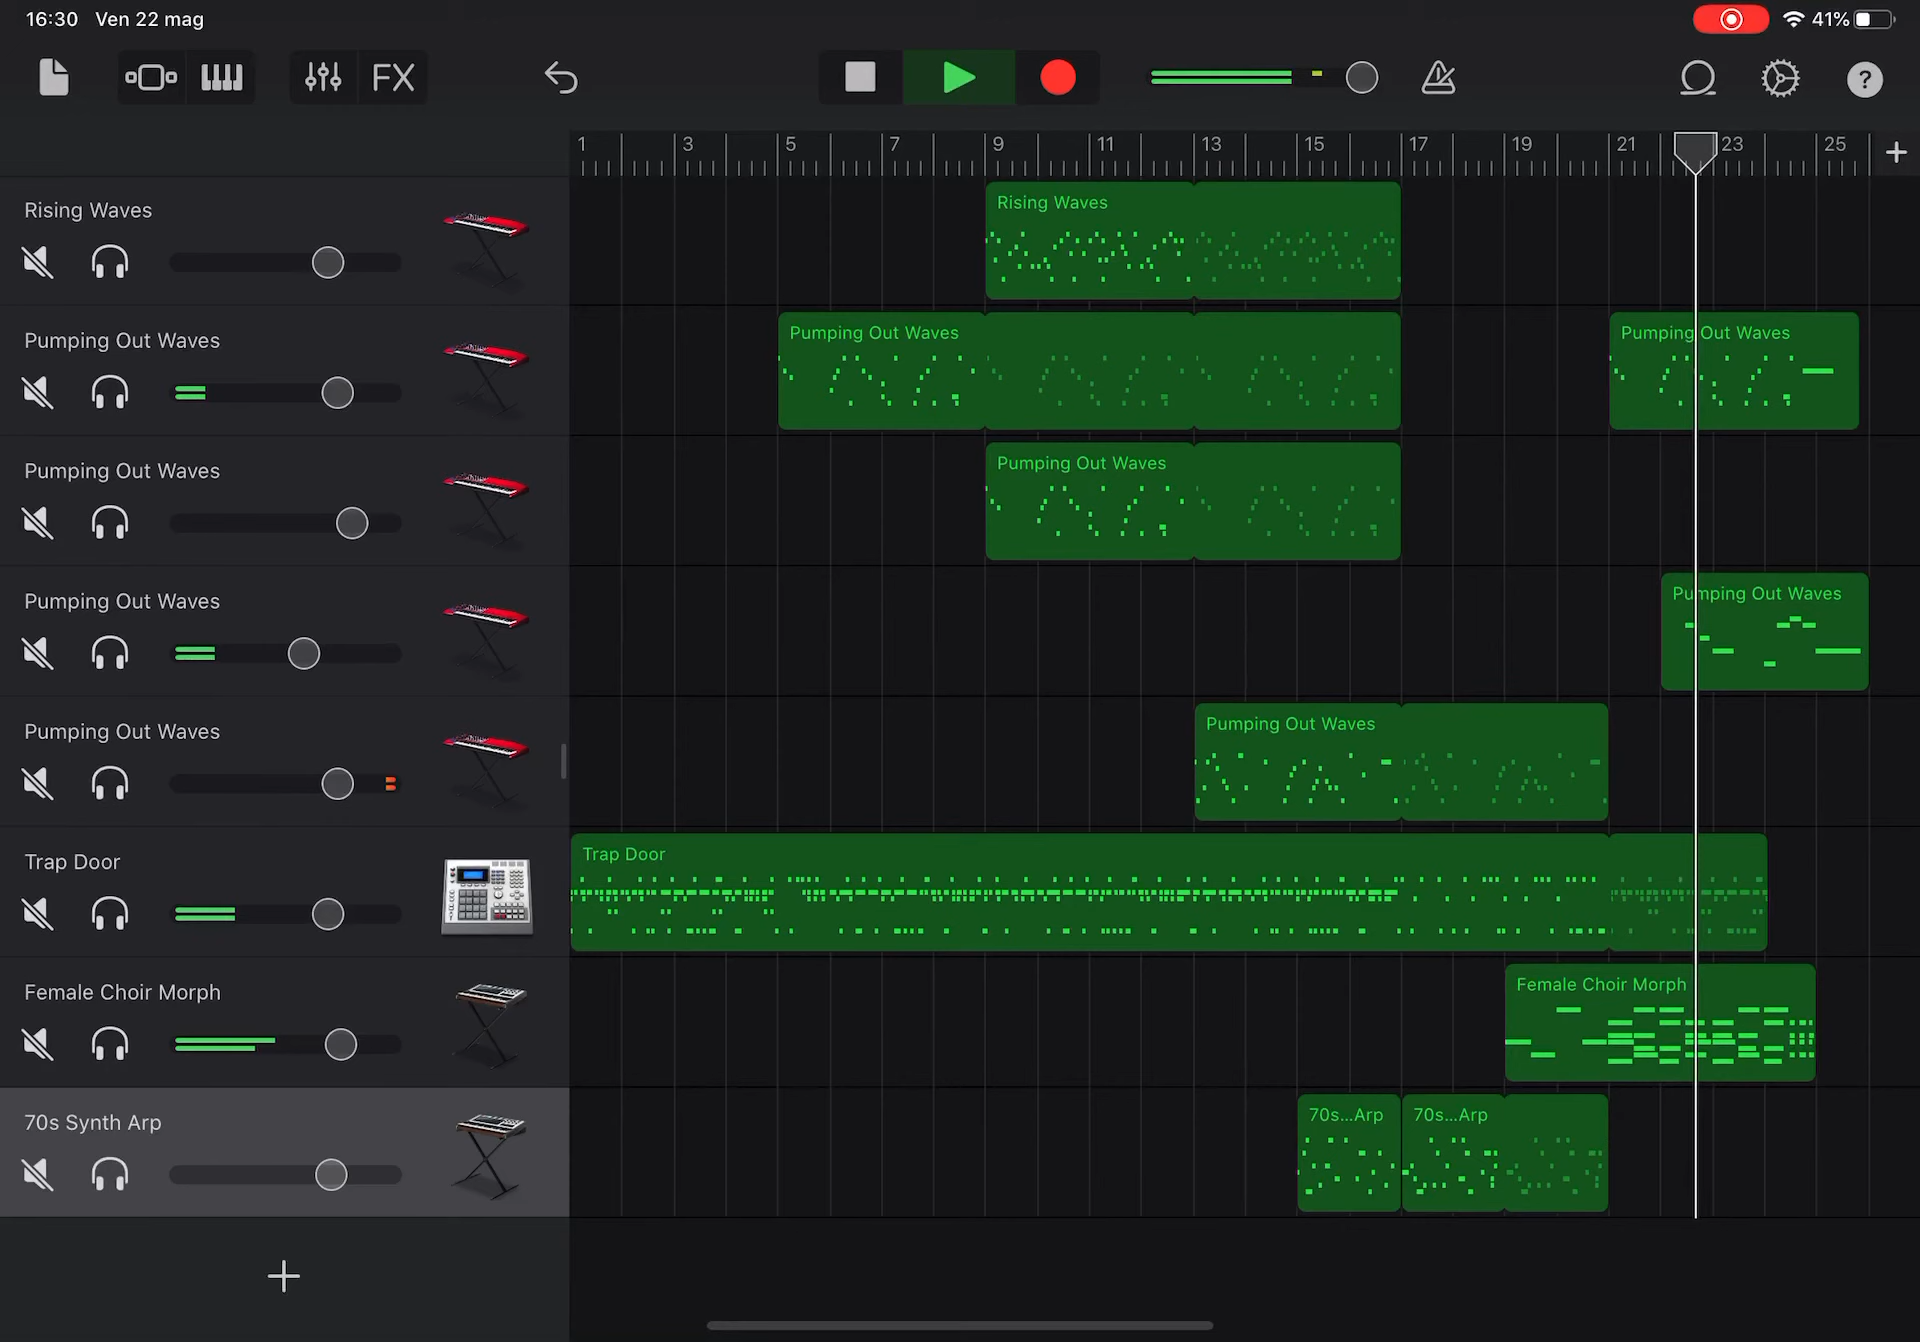 16:30 Ven 22 mag
41%
FX
?
1 3 5 7 9 11 13 15 17 19 21 23 25
Rising Waves
Rising Waves
Pumping Out Waves
Pumping Out Waves
Pumping Out Waves
Pumping Out Waves
Pumping Out Waves
Pumping Out Waves
Pumping Out Waves
Pumping Out Waves
Pumping Out Waves
Trap Door
Trap Door
Female Choir Morph
Female Choir Morph
70s Synth Arp
70s...Arp
70s...Arp